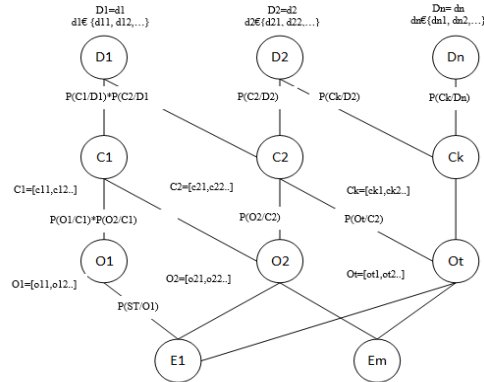 D1=d1
d1€ {d11, d12,…}
D2=d2
d2€{d21, d22,…}
Dn= dn
dn€{dn1, dn2,…}
D1
D2
Dn
P(C1/D1)*P(C2/D1
P(C2/D2)
P(Ck/D2)
P(Ck/Dn)
C1
C2
Ck
C1=[c11,c12..]
C2=[c21,c22..]
Ck=[ck1,ck2..]
P(O1/C1)*P(O2/C1)
P(O2/C2)
P(Ot/C2)
O1
O2
Ot
O1=[o11,o12..]
O2=[o21,o22..]
Ot=[ot1,ot2..]
P(ST/O1)
E1
Em